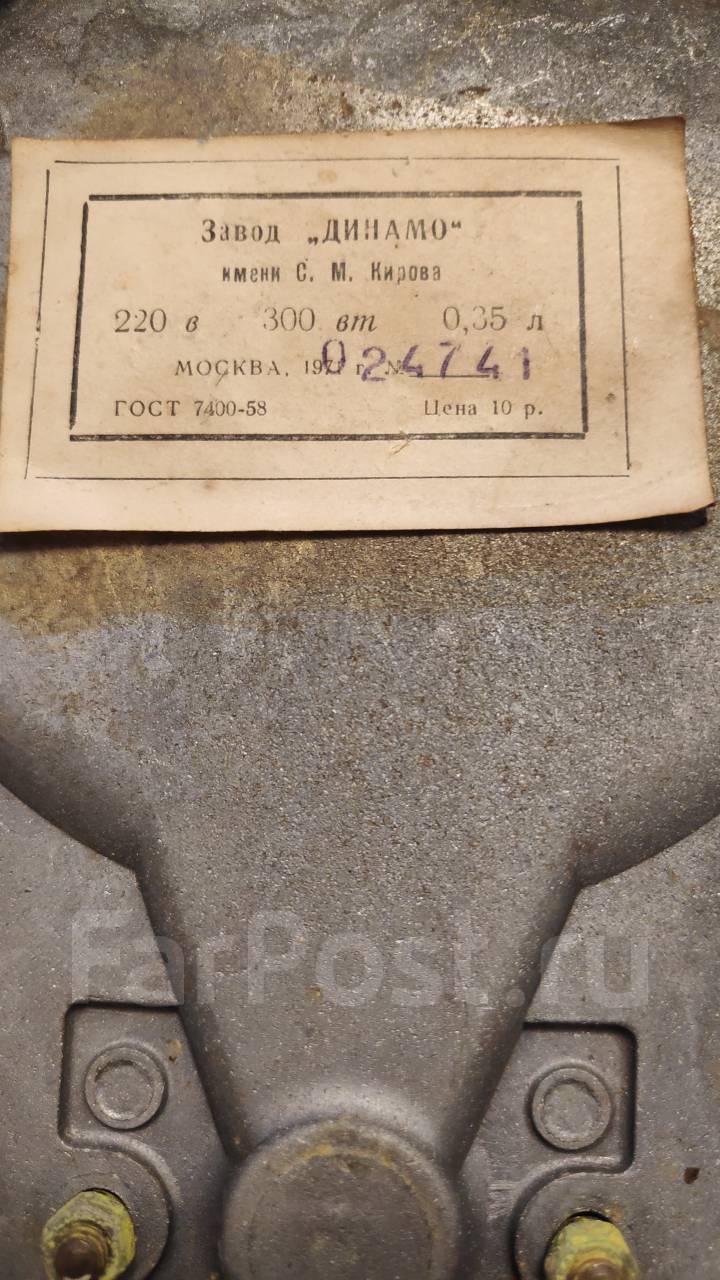 Завод „ДИНАМО“
имени С. М. Кирова
220 в 300 вт 0,35 л
МОСКВА, 1971 г. № 024741
ГОСТ 7400-58 Цена 10 р.
FarPost.ru